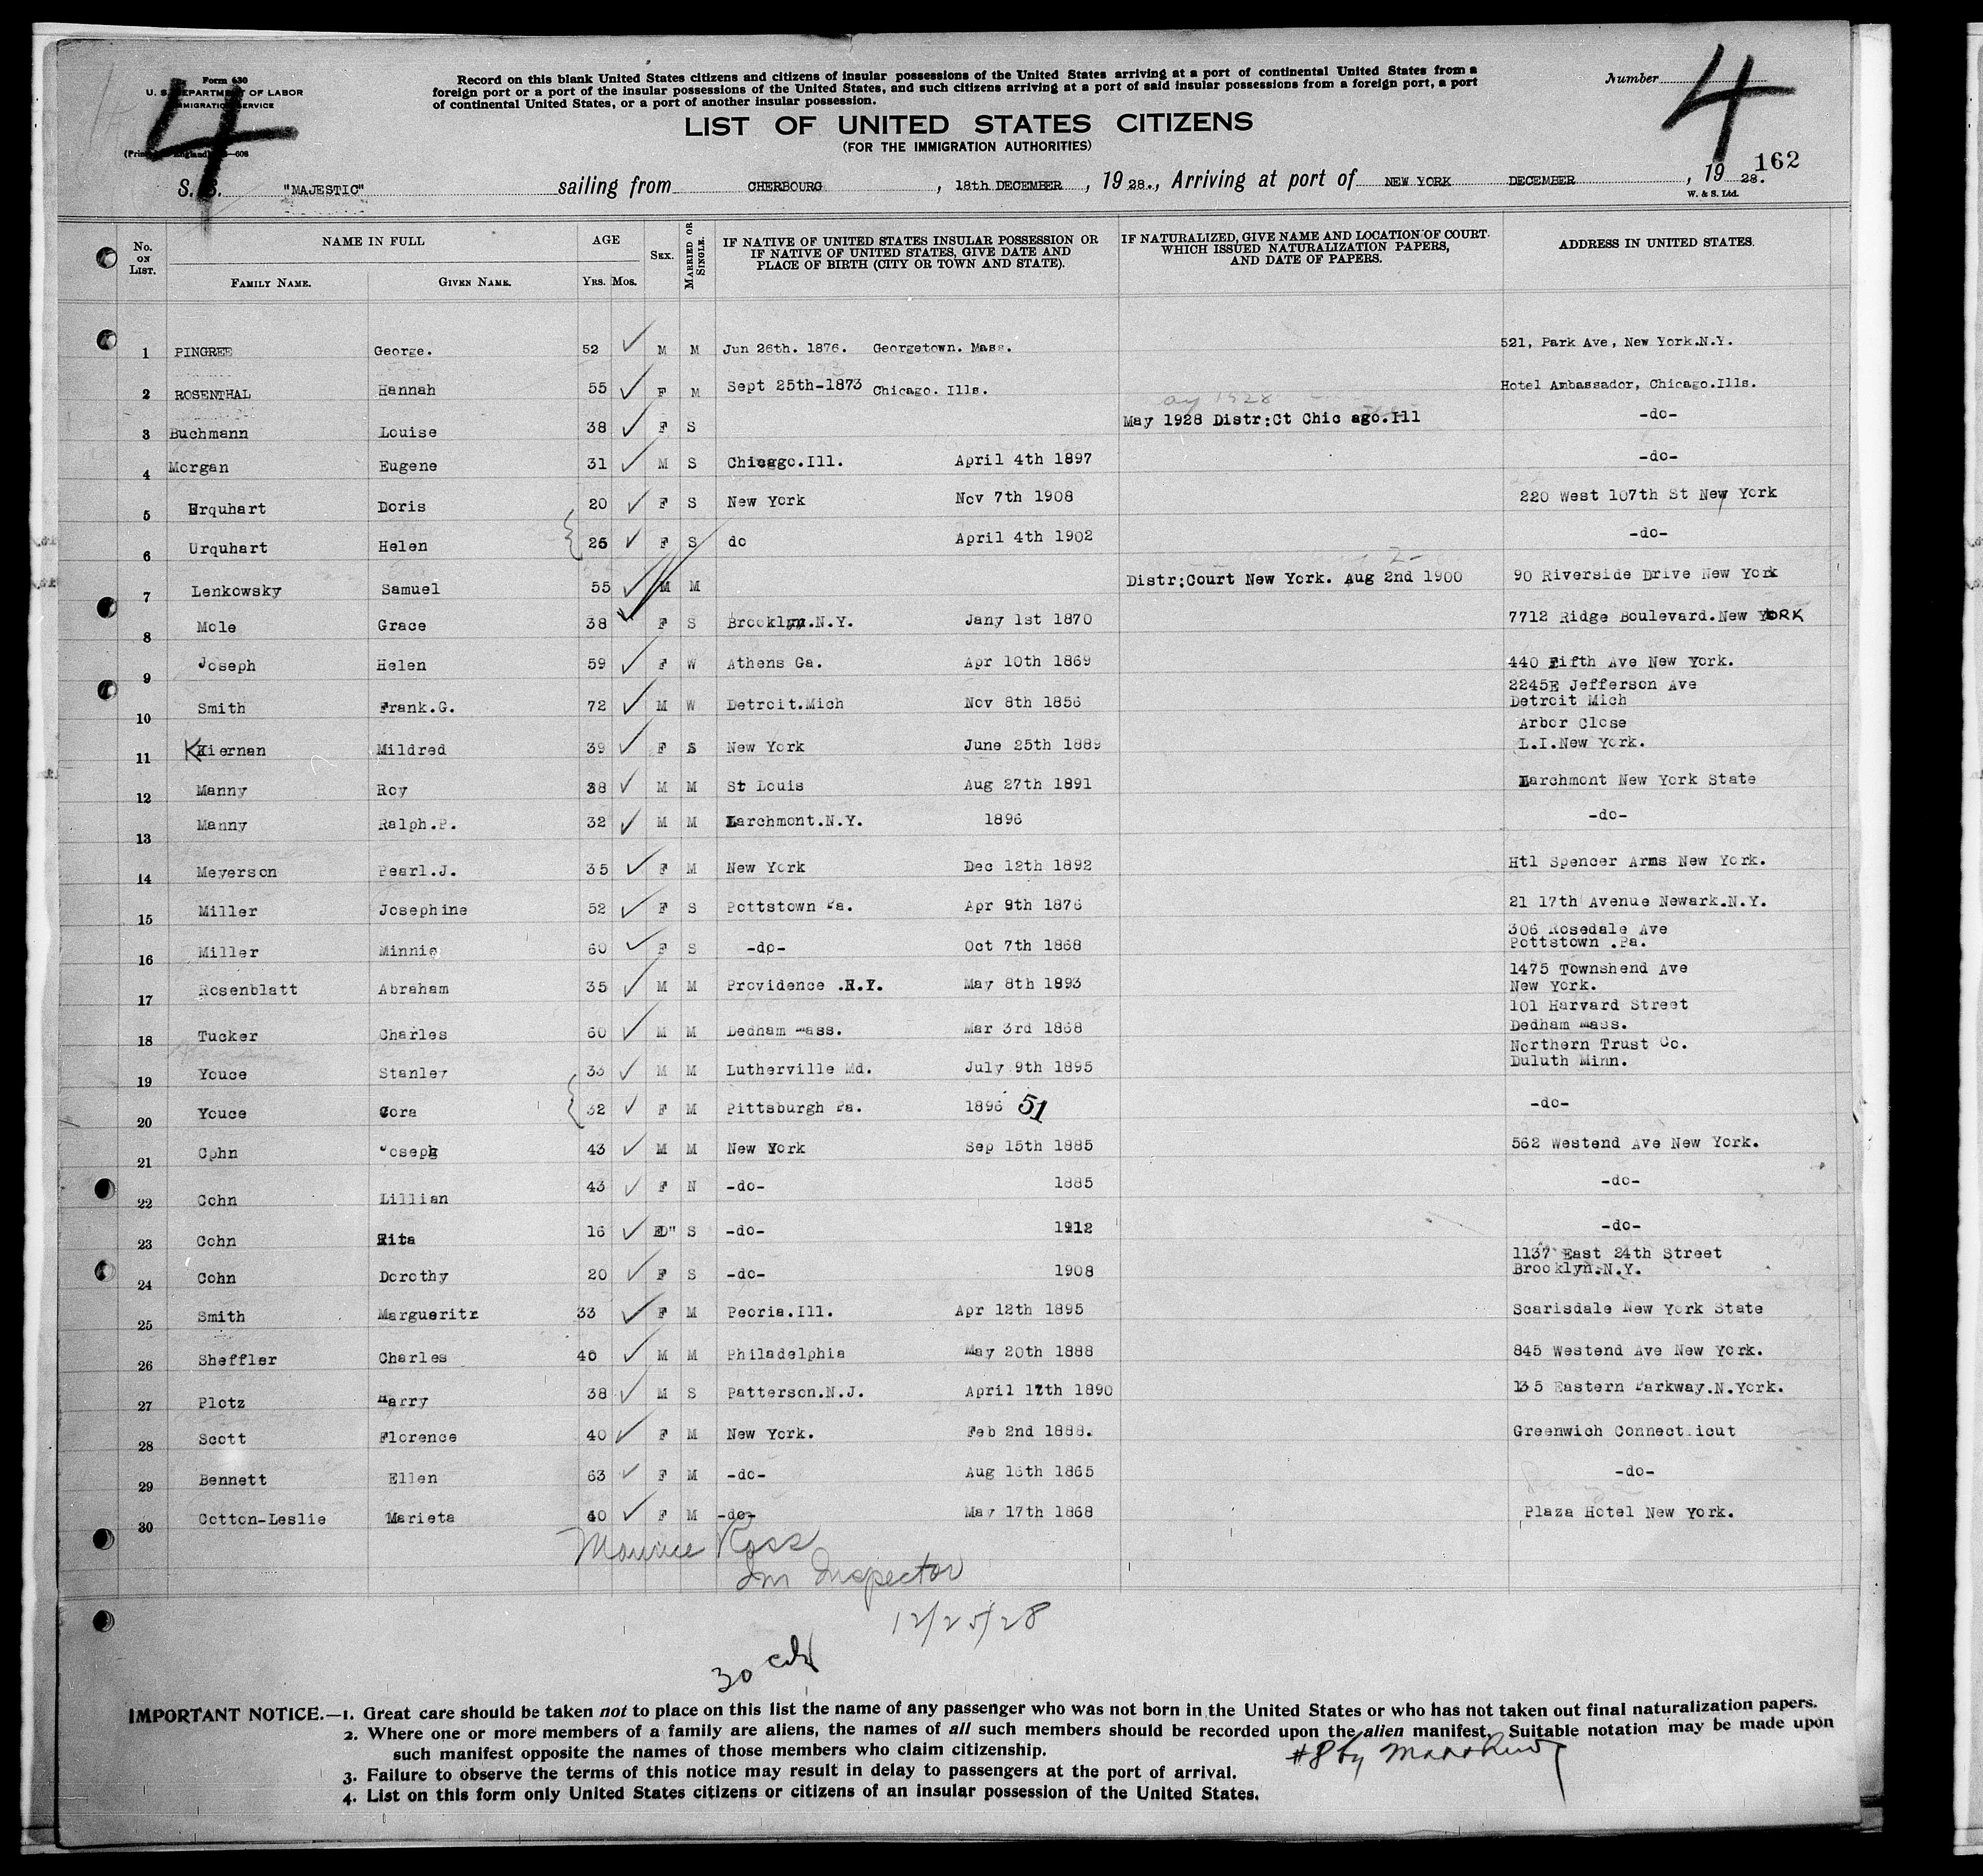 Form 630
U. S. DEPARTMENT OF LABOR
IMMIGRATION SERVICE
4
Record on this blank United States citizens and citizens of insular possessions of the United States arriving at a port of continental United States from a
foreign port or a port of the insular possessions of the United States, and such citizens arriving at a port of said insular possessions from a foreign port, a port
of continental United States, or a port of another insular possession.
Number
4
LIST OF UNITED STATES CITIZENS
(FOR THE IMMIGRATION AUTHORITIES)
162
S. S. "MAJESTIC" sailing from CHERBOURG, 18th DECEMBER, 19 28., Arriving at port of NEW YORK DECEMBER, 19 28.
W. & S. Ltd.
No. ON LIST. NAME IN FULL FAMILY NAME. GIVEN NAME. AGE YRS. MOS. SEX. MARRIED OR SINGLE. IF NATIVE OF UNITED STATES INSULAR POSSESSION OR IF NATIVE OF UNITED STATES, GIVE DATE AND PLACE OF BIRTH (CITY OR TOWN AND STATE). IF NATURALIZED, GIVE NAME AND LOCATION OF COURT WHICH ISSUED NATURALIZATION PAPERS, AND DATE OF PAPERS. ADDRESS IN UNITED STATES.
1 PINGREE George. 52 M M Jun 26th. 1876. Georgetown. Mass. 521, Park Ave, New York.N.Y.
2 ROSENTHAL Hannah 55 F M Sept 25th-1873 Chicago. Ills. Hotel Ambassador, Chicago.Ills.
3 Buchmann Louise 38 F S May 1928 Distr:Ct Chic ago.Ill -do-
4 Morgan Eugene 31 M S Chicago.Ill. April 4th 1897 -do-
5 Urquhart Doris 20 F S New York Nov 7th 1908 220 West 107th St New York
6 Urquhart Helen 26 F S do April 4th 1902 -do-
7 Lenkowsky Samuel 55 M M Distr:Court New York. Aug 2nd 1900 90 Riverside Drive New York
8 Mole Grace 38 F S Brooklyn.N.Y. Jany 1st 1870 7712 Ridge Boulevard.New YORK
9 Joseph Helen 59 F W Athens Ga. Apr 10th 1869 440 Fifth Ave New York.
10 Smith Frank.G. 72 M W Detroit.Mich Nov 8th 1856 2245E Jefferson Ave
Detroit Mich
11 Kiernan Mildred 39 F S New York June 25th 1889 Arbor Close
L.I.New York.
12 Manny Roy 38 M M St Louis Aug 27th 1891 Larchmont New York State
13 Manny Ralph.P. 32 M M Larchmont.N.Y. 1896 -do-
14 Meyerson Pearl.J. 35 F M New York Dec 12th 1892 Htl Spencer Arms New York.
15 Miller Josephine 52 F S Pottstown Pa. Apr 9th 1876 21 17th Avenue Newark.N.Y.
16 Miller Minnie 60 F S -do- Oct 7th 1868 306 Rosedale Ave
Pottstown .Pa.
17 Rosenblatt Abraham 35 M M Providence .R.Y. May 8th 1893 1475 Townshend Ave
New York.
18 Tucker Charles 60 M M Dedham Mass. Mar 3rd 1868 101 Harvard Street
Dedham Mass.
19 Youce Stanley 33 M M Lutherville Md. July 9th 1895 Northern Trust Co.
Duluth Minn.
20 Youce Cora 32 F M Pittsburgh Pa. 1896 51 -do-
21 Cphn Joseph 43 M M New York Sep 15th 1885 562 Westend Ave New York.
22 Cohn Lillian 43 F N -do- 1885 -do-
23 Cohn Rita 16 S -do- 1912 -do-
24 Cohn Dorothy 20 F S -do- 1908 1137 East 24th Street
Brooklyn.N.Y.
25 Smith Margueritr 33 F M Peoria.Ill. Apr 12th 1895 Scarisdale New York State
26 Sheffler Charles 40 M M Philadelphia May 20th 1888 845 Westend Ave New York.
27 Plotz Harry 38 M S Patterson.N.J. April 17th 1890 135 Eastern Parkway.N.York.
28 Scott Florence 40 F M New York. Feb 2nd 1888. Greenwich Connecticut
29 Bennett Ellen 63 F M -do- Aug 16th 1865 -do-
30 Cotton-Leslie Marieta 40 F M -do- May 17th 1868 Plaza Hotel New York.
Maurice Ross
Im Inspector
12/25/28
30
IMPORTANT NOTICE.—1. Great care should be taken not to place on this list the name of any passenger who was not born in the United States or who has not taken out final naturalization papers.
2. Where one or more members of a family are aliens, the names of all such members should be recorded upon the alien manifest. Suitable notation may be made upon
such manifest opposite the names of those members who claim citizenship.
#8 by
3. Failure to observe the terms of this notice may result in delay to passengers at the port of arrival.
4. List on this form only United States citizens or citizens of an insular possession of the United States.